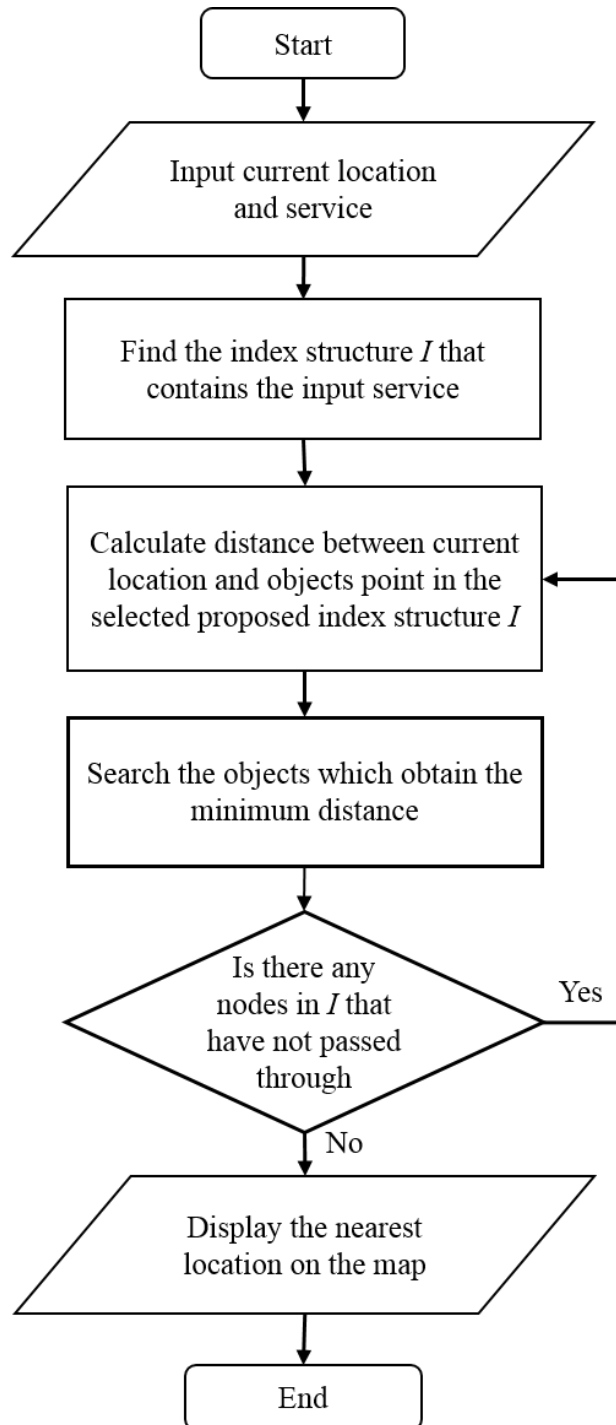 Start
Input current location
and service
Find the index structure I that
contains the input service
Calculate distance between current
location and objects point in the
selected proposed index structure I
Search the objects which obtain the
minimum distance
Is there any
nodes in I that
have not passed
through
Yes
No
Display the nearest
location on the map
End